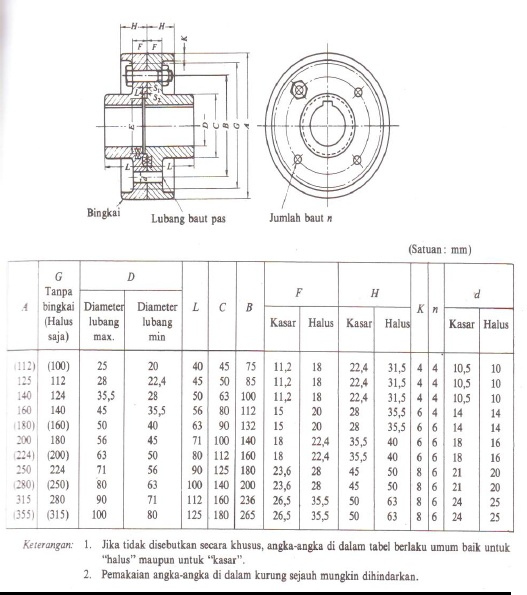 H H
F F K
L S₁ S₂
E D C B G A
L L
d
Bingkai
Lubang baut pas
Jumlah baut n
(Satuan : mm)
A G Tanpa bingkai (Halus saja) D L C B F H K n d
Diameter lubang max. Diameter lubang min Kasar Halus Kasar Halus Kasar Halus
(112) (100) 25 20 40 45 75 11,2 18 22,4 31,5 4 4 10,5 10
125 112 28 22,4 45 50 85 11,2 18 22,4 31,5 4 4 10,5 10
140 124 35,5 28 50 63 100 11,2 18 22,4 31,5 4 4 10,5 10
160 140 45 35,5 56 80 112 15 20 28 35,5 6 4 14 14
(180) (160) 50 40 63 90 132 15 20 28 35,5 6 6 14 14
200 180 56 45 71 100 140 18 22,4 35,5 40 6 6 18 16
(224) (200) 63 50 80 112 160 18 22,4 35,5 40 6 6 18 16
250 224 71 56 90 125 180 23,6 28 45 50 8 6 21 20
(280) (250) 80 63 100 140 200 23,6 28 45 50 8 6 21 20
315 280 90 71 112 160 236 26,5 35,5 50 63 8 6 24 25
(355) (315) 100 80 125 180 265 26,5 35,5 50 63 8 6 24 25
Keterangan: 1. Jika tidak disebutkan secara khusus, angka-angka di dalam tabel berlaku umum baik untuk
“halus” maupun untuk “kasar”.
2. Pemakaian angka-angka di dalam kurung sejauh mungkin dihindarkan.